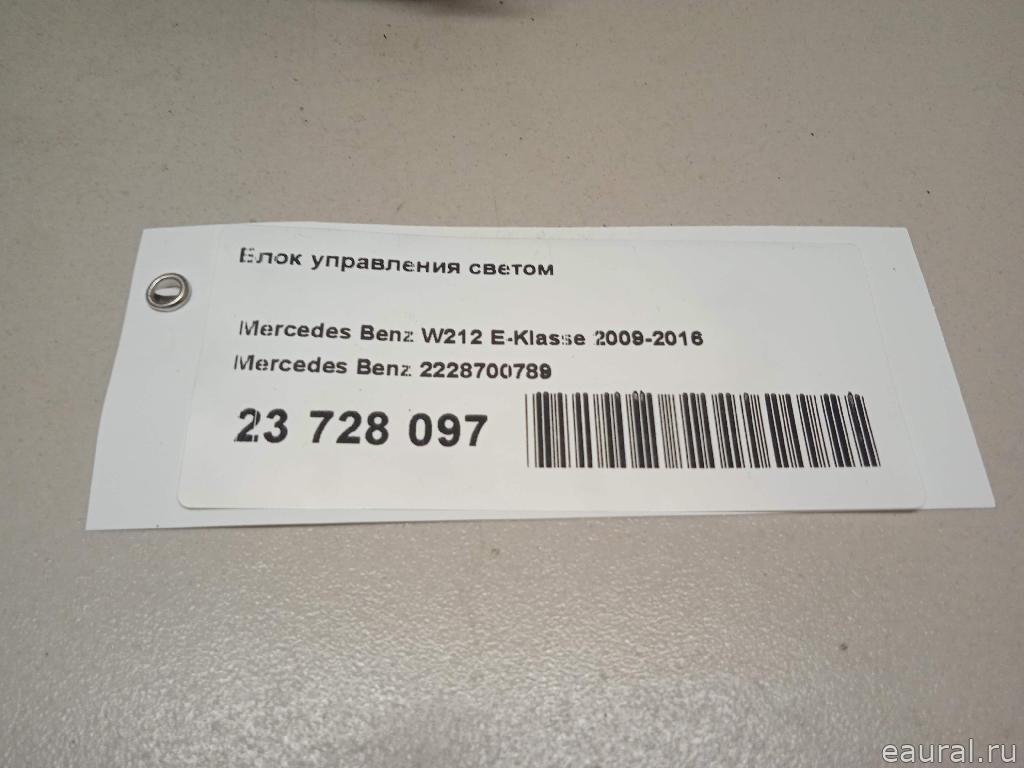 Блок управления светом
Mercedes Benz W212 E-Klasse 2009-2016
Mercedes Benz 2228700789
23 728 097
eaural.ru